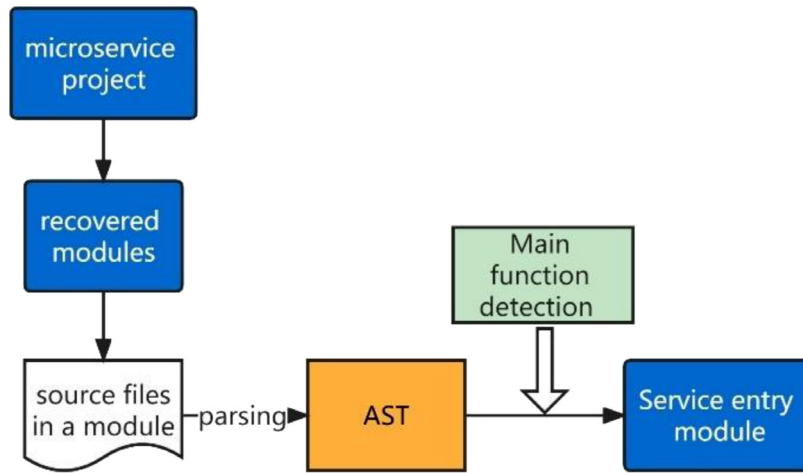 microservice
project
recovered
modules
Main
function
detection
source files
in a module
parsing
AST
Service entry
module